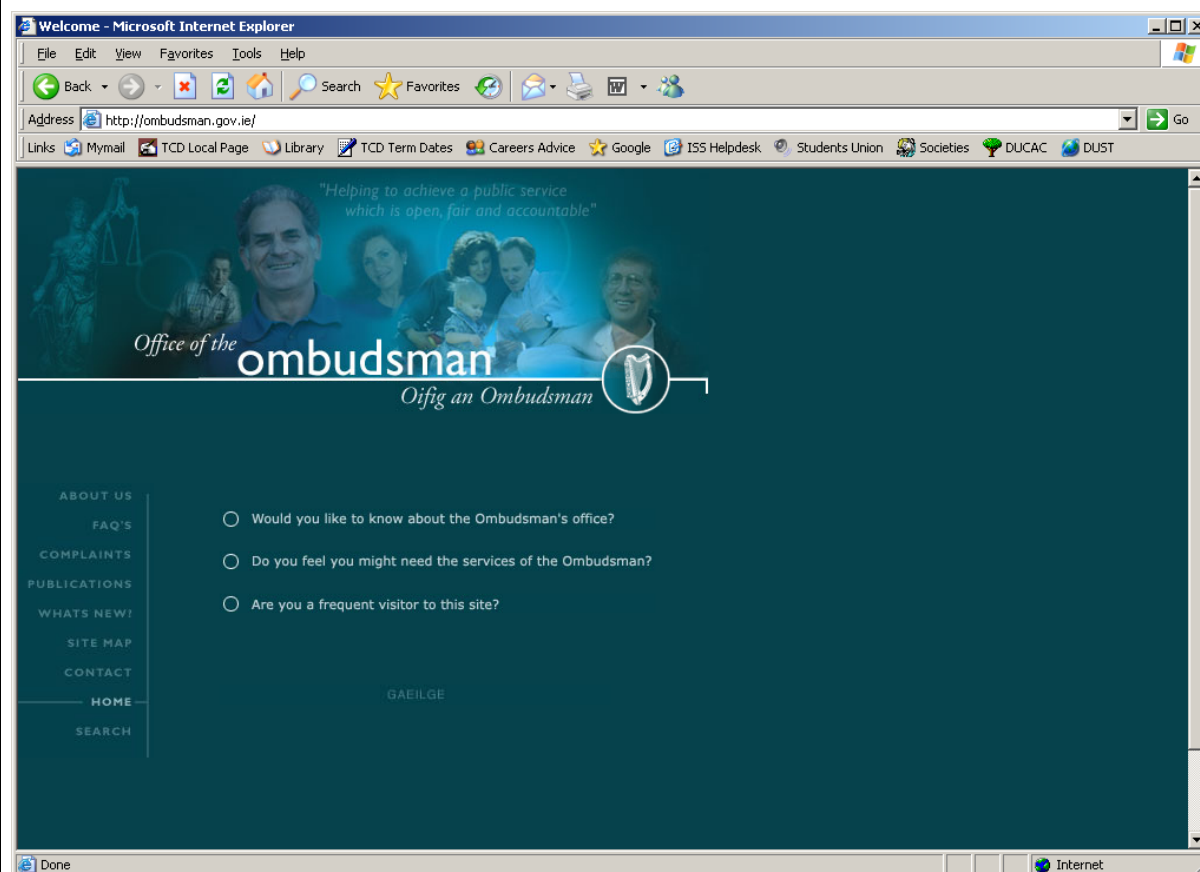 Welcome - Microsoft Internet Explorer
File Edit View Favorites Tools Help
Back Search Favorites
Address http://ombudsman.gov.ie/ Go
Links Mymail TCD Local Page Library TCD Term Dates Careers Advice Google ISS Helpdesk Students Union Societies DUCAC DUST
"Helping to achieve a public service
which is open, fair and accountable"
Office of the
ombudsman
Oifig an Ombudsman
ABOUT US
FAQ'S
COMPLAINTS
PUBLICATIONS
WHATS NEW!
SITE MAP
CONTACT
HOME
SEARCH
Would you like to know about the Ombudsman's office?
Do you feel you might need the services of the Ombudsman?
Are you a frequent visitor to this site?
GAEILGE
Done Internet